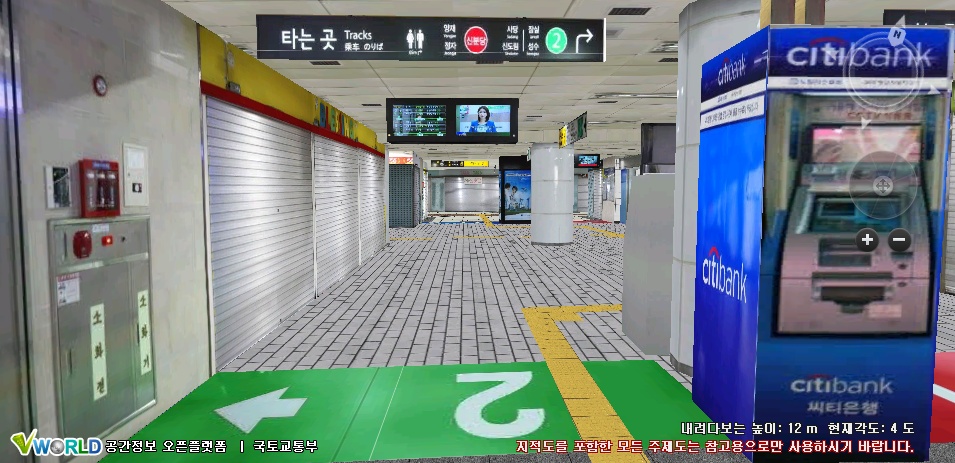 타는 곳 Tracks
乘车 のりば
양재
정자
신분당
사당
신도림
잠실
성수
2
citibank
citibank
citibank
citibank
씨티은행
소화전
소화기
2
N
+ −
내려다보는 높이: 12 m 현재각도: 4 도
VWORLD 공간정보 오픈플랫폼 | 국토교통부
지적도를 포함한 모든 주제도는 참고용으로만 사용하시기 바랍니다.